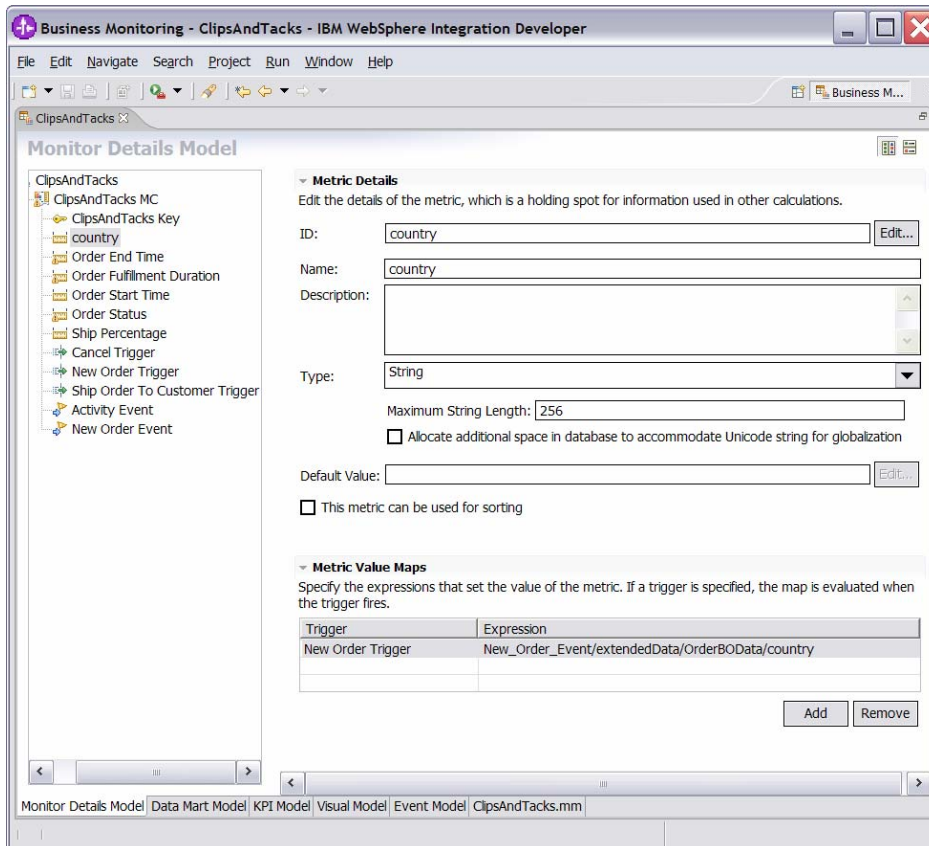 Business Monitoring - ClipsAndTacks - IBM WebSphere Integration Developer
File Edit Navigate Search Project Run Window Help
Business M...
ClipsAndTacks
Monitor Details Model
ClipsAndTacks
ClipsAndTacks MC
ClipsAndTacks Key
country
Order End Time
Order Fulfillment Duration
Order Start Time
Order Status
Ship Percentage
Cancel Trigger
New Order Trigger
Ship Order To Customer Trigger
Activity Event
New Order Event
Metric Details
Edit the details of the metric, which is a holding spot for information used in other calculations.
ID: country Edit...
Name: country
Description:
Type: String
Maximum String Length: 256
Allocate additional space in database to accommodate Unicode string for globalization
Default Value: Edit...
This metric can be used for sorting
Metric Value Maps
Specify the expressions that set the value of the metric. If a trigger is specified, the map is evaluated when
the trigger fires.
Trigger Expression
New Order Trigger New_Order_Event/extendedData/OrderBOData/country
Add Remove
Monitor Details Model Data Mart Model KPI Model Visual Model Event Model ClipsAndTacks.mm